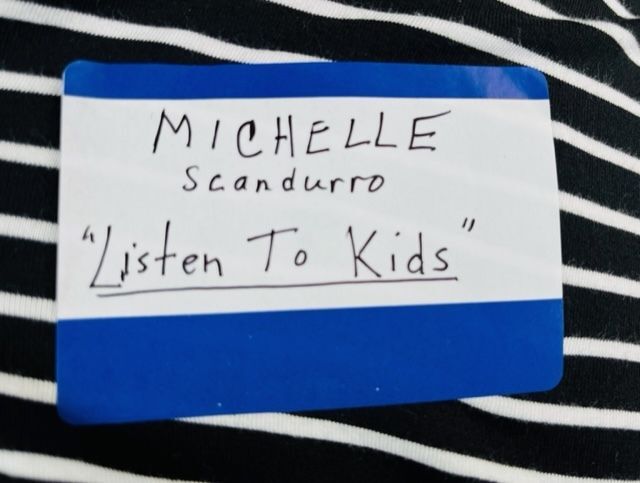 MICHELLE
Scandurro
"Listen To Kids"